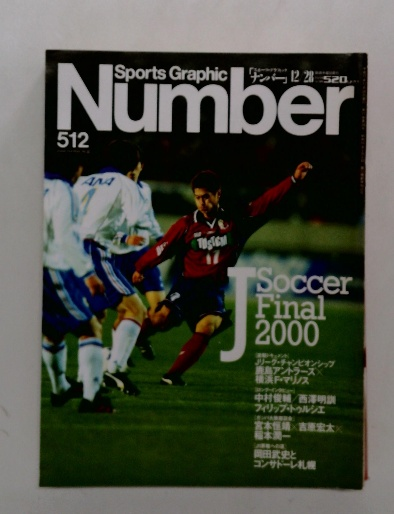 Sports Graphic
「ナンバー」 12/28
520
Number
512
AAA
Tostem
11
J Soccer
Final
2000
Jリーグ・チャンピオンシップ
鹿島アントラーズ×
横浜F・マリノス
中村俊輔／西澤明訓
フィリップ・トゥルシエ
宮本恒靖×吉原宏太×
稲本潤一
岡田武史と
コンサドーレ札幌